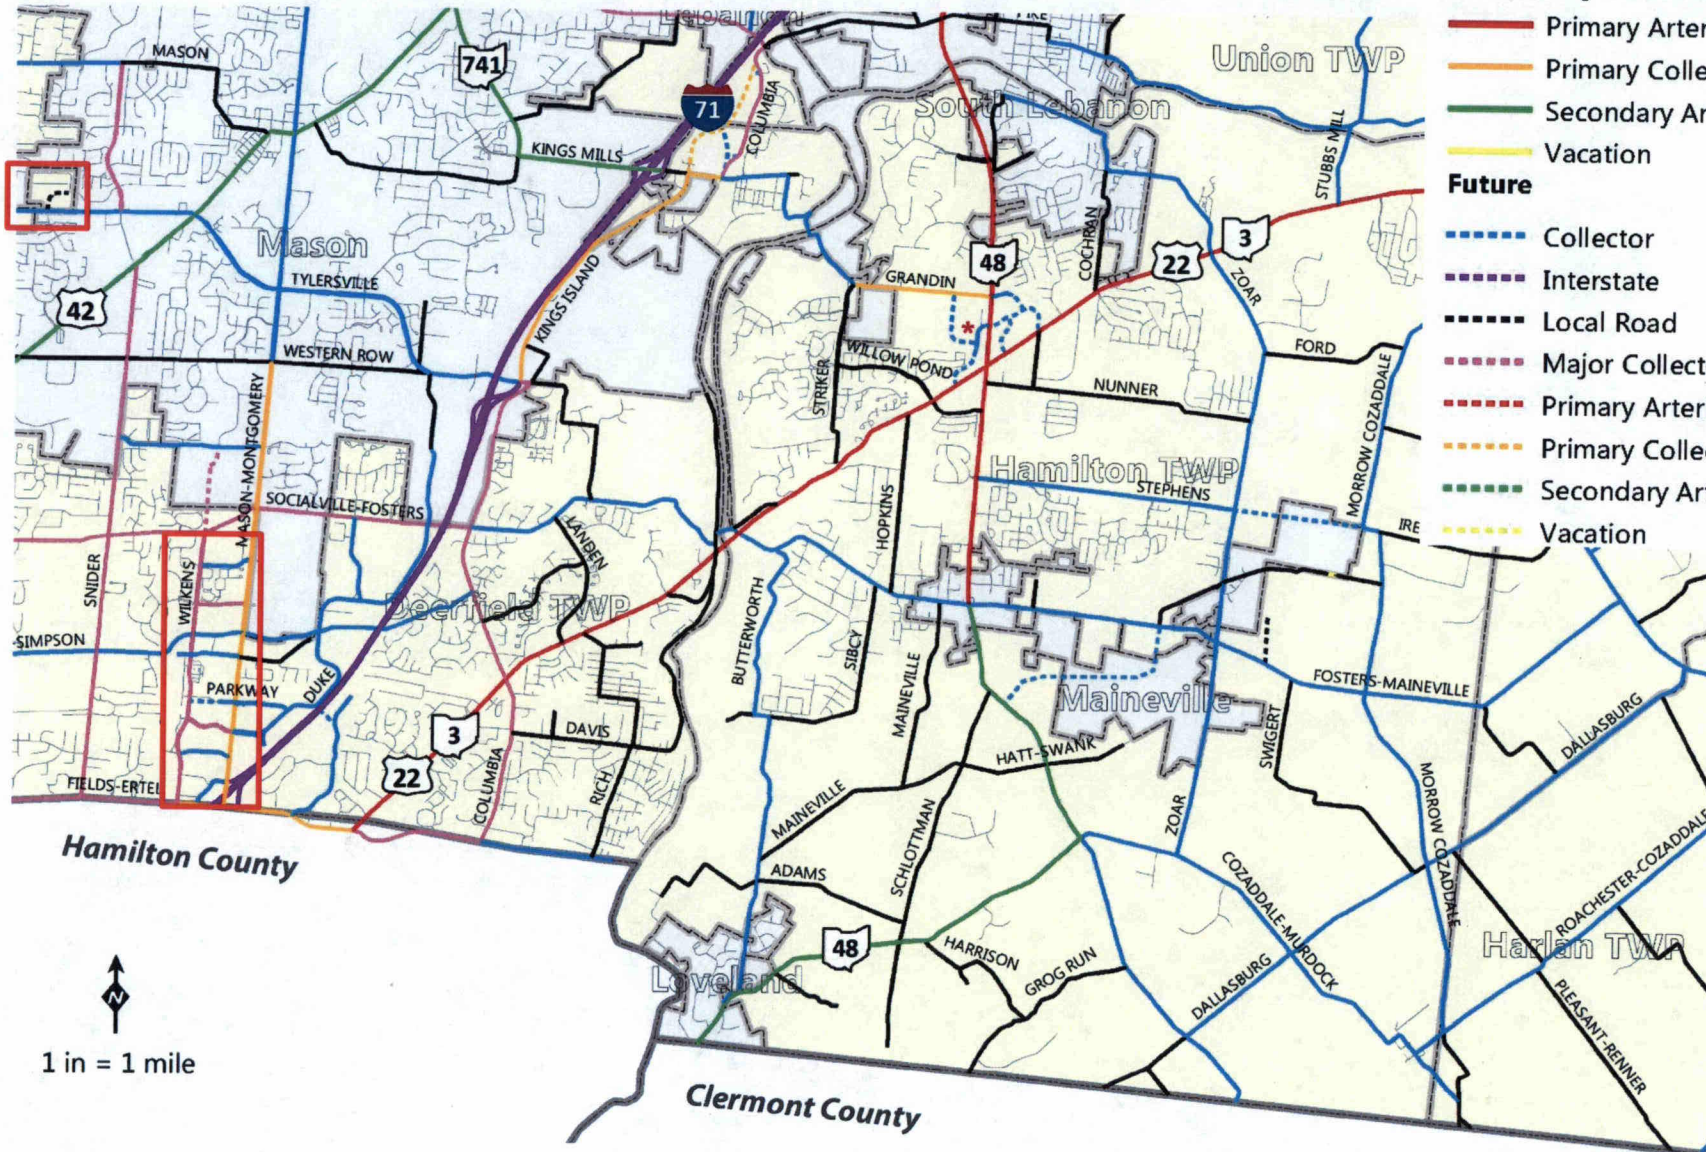 Lebanon
Primary Arter
Union TWP
MASON
741
Primary Colle
71
COLUMBIA
South Lebanon
Secondary Ar
KINGS MILLS
STUBBS MILL
Vacation
Future
COCHRAN
3
Collector
Mason
48
22
TYLERSVILLE
GRANDIN
ZOAR
Interstate
42
KINGS ISLAND
*
Local Road
WESTERN ROW
WILLOW POND
FORD
Major Collect
STRIKER
NUNNER
MORROW COZADDALE
Primary Arter
MASON-MONTGOMERY
Primary Colle
Hamilton TWP
SOCIALVILLE-FOSTERS
STEPHENS
Secondary Ar
LANDEN
HOPKINS
IRE
Vacation
SNIDER
WILKENS
Deerfield TWP
BUTTERWORTH
-SIMPSON
SIBCY
PARKWAY
DUKE
MAINEVILLE
Maineville
FOSTERS-MAINEVILLE
3
DAVIS
SWIGERT
DALLASBURG
22
HATT-SWANK
FIELDS-ERTEL
COLUMBIA
RICH
MAINEVILLE
ZOAR
MORROW COZADDALE
Hamilton County
ADAMS
SCHLOTTMAN
COZADDALE-MURDOCK
ROACHESTER-COZADDALE
48
HARRISON
Harlan TWP
Loveland
GROG RUN
DALLASBURG
N
PLEASANT-RENNER
1 in = 1 mile
Clermont County